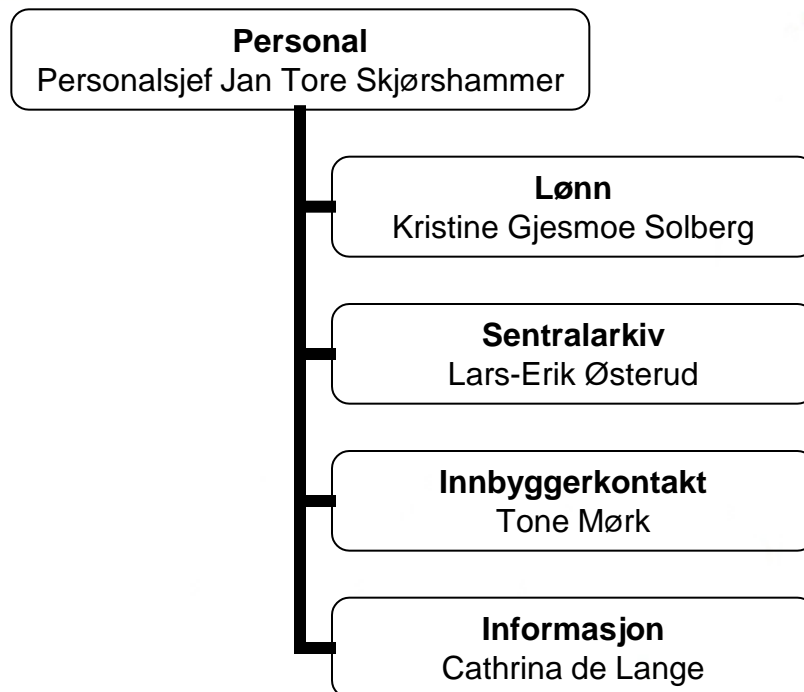 Personal
Personalsjef Jan Tore Skjørshammer
Lønn
Kristine Gjesmoe Solberg
Sentralarkiv
Lars-Erik Østerud
Innbyggerkontakt
Tone Mørk
Informasjon
Cathrina de Lange